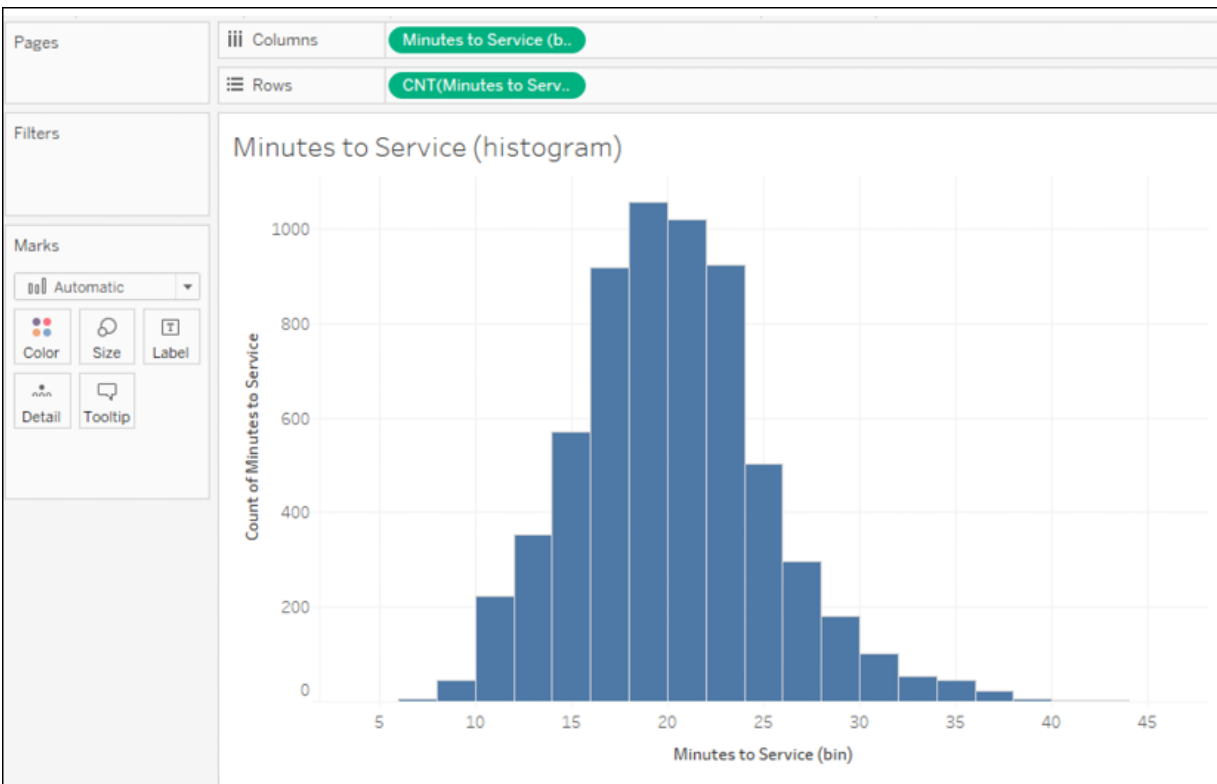 Pages
Columns
Minutes to Service (b..
Rows
CNT(Minutes to Serv..
Filters
Marks
Automatic
Color
Size
Label
Detail
Tooltip
Minutes to Service (histogram)
Count of Minutes to Service
1000
800
600
400
200
0
5 10 15 20 25 30 35 40 45
Minutes to Service (bin)